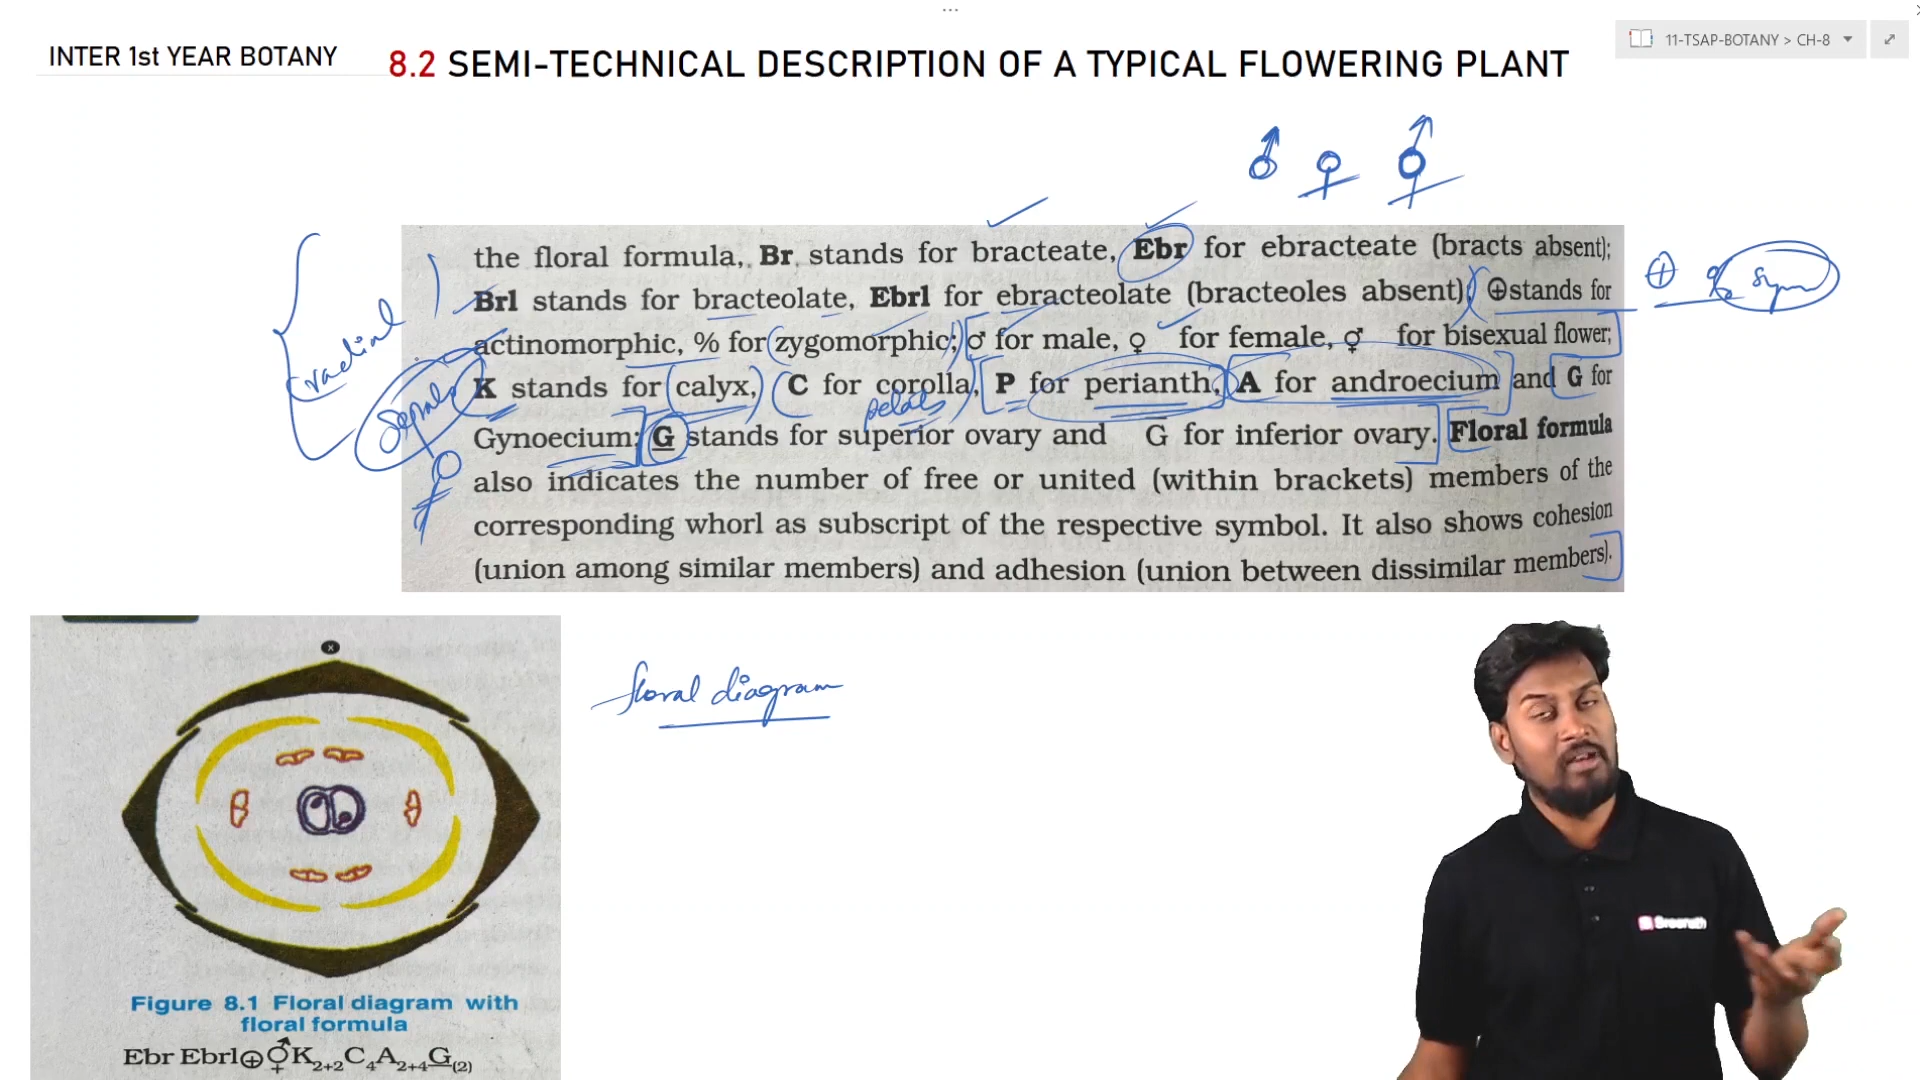 INTER 1st YEAR BOTANY
8.2 SEMI-TECHNICAL DESCRIPTION OF A TYPICAL FLOWERING PLANT
11-TSAP-BOTANY > CH-8
♂ ♀ ⚥
the floral formula, Br stands for bracteate, Ebr for ebracteate (bracts absent);
Brl stands for bracteolate, Ebrl for ebracteolate (bracteoles absent); ⊕stands for
actinomorphic, % for zygomorphic; ♂ for male, ♀ for female, ⚥ for bisexual flower;
K stands for calyx, C for corolla, P for perianth, A for androecium and G for
Gynoecium; G̲ stands for superior ovary and G̅ for inferior ovary. Floral formula
also indicates the number of free or united (within brackets) members of the
corresponding whorl as subscript of the respective symbol. It also shows cohesion
(union among similar members) and adhesion (union between dissimilar members).
radial
sepals
petals
⊕ % sym
floral diagram
Figure 8.1 Floral diagram with
floral formula
Ebr Ebrl⊕⚥K₂₊₂C₄A₂₊₄G̲₍₂₎